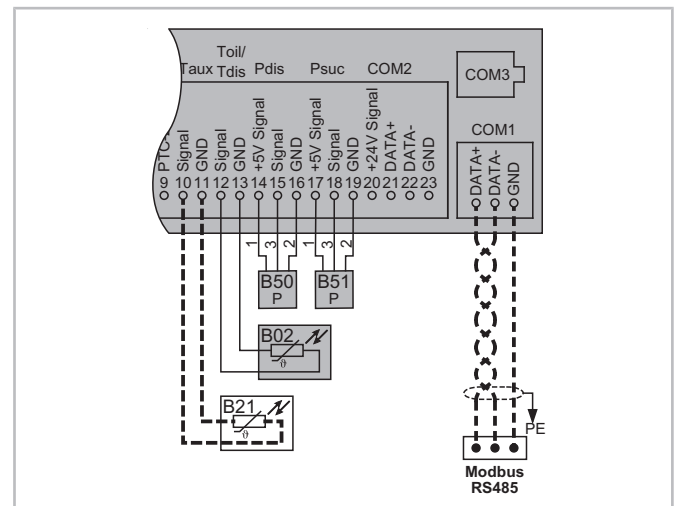 Toil/
Taux Tdis Pdis Psuc COM2
COM3
COM1
Signal
GND
Signal
GND
+5V Signal
Signal
GND
+5V Signal
Signal
GND
+24V Signal
DATA+
DATA-
GND
9 10 11 12 13 14 15 16 17 18 19 20 21 22 23
DATA+
DATA-
GND
1 3 2 1 3 2
B50
P
B51
P
B02
ϑ
B21
ϑ
PE
Modbus
RS485